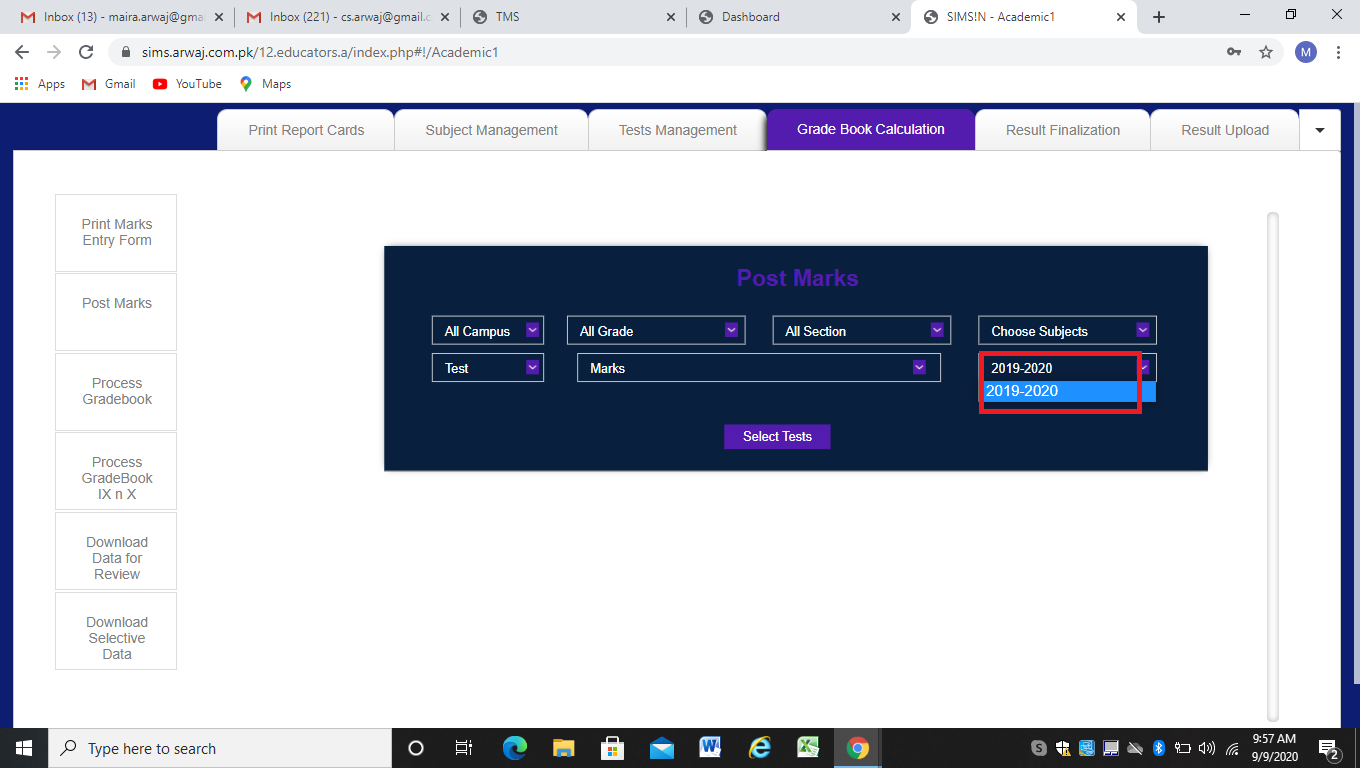 Inbox (13) - maira.arwaj@gma
Inbox (221) - cs.arwaj@gmail.c
TMS
Dashboard
SIMS!N - Academic1
sims.arwaj.com.pk/12.educators.a/index.php#!/Academic1
M
Apps
Gmail
YouTube
Maps
Print Report Cards
Subject Management
Tests Management
Grade Book Calculation
Result Finalization
Result Upload
Print Marks
Entry Form
Post Marks
Process
Gradebook
Process
GradeBook
IX n X
Download
Data for
Review
Download
Selective
Data
Post Marks
All Campus
All Grade
All Section
Choose Subjects
Test
Marks
2019-2020
2019-2020
Select Tests
Type here to search
9:57 AM
9/9/2020
2